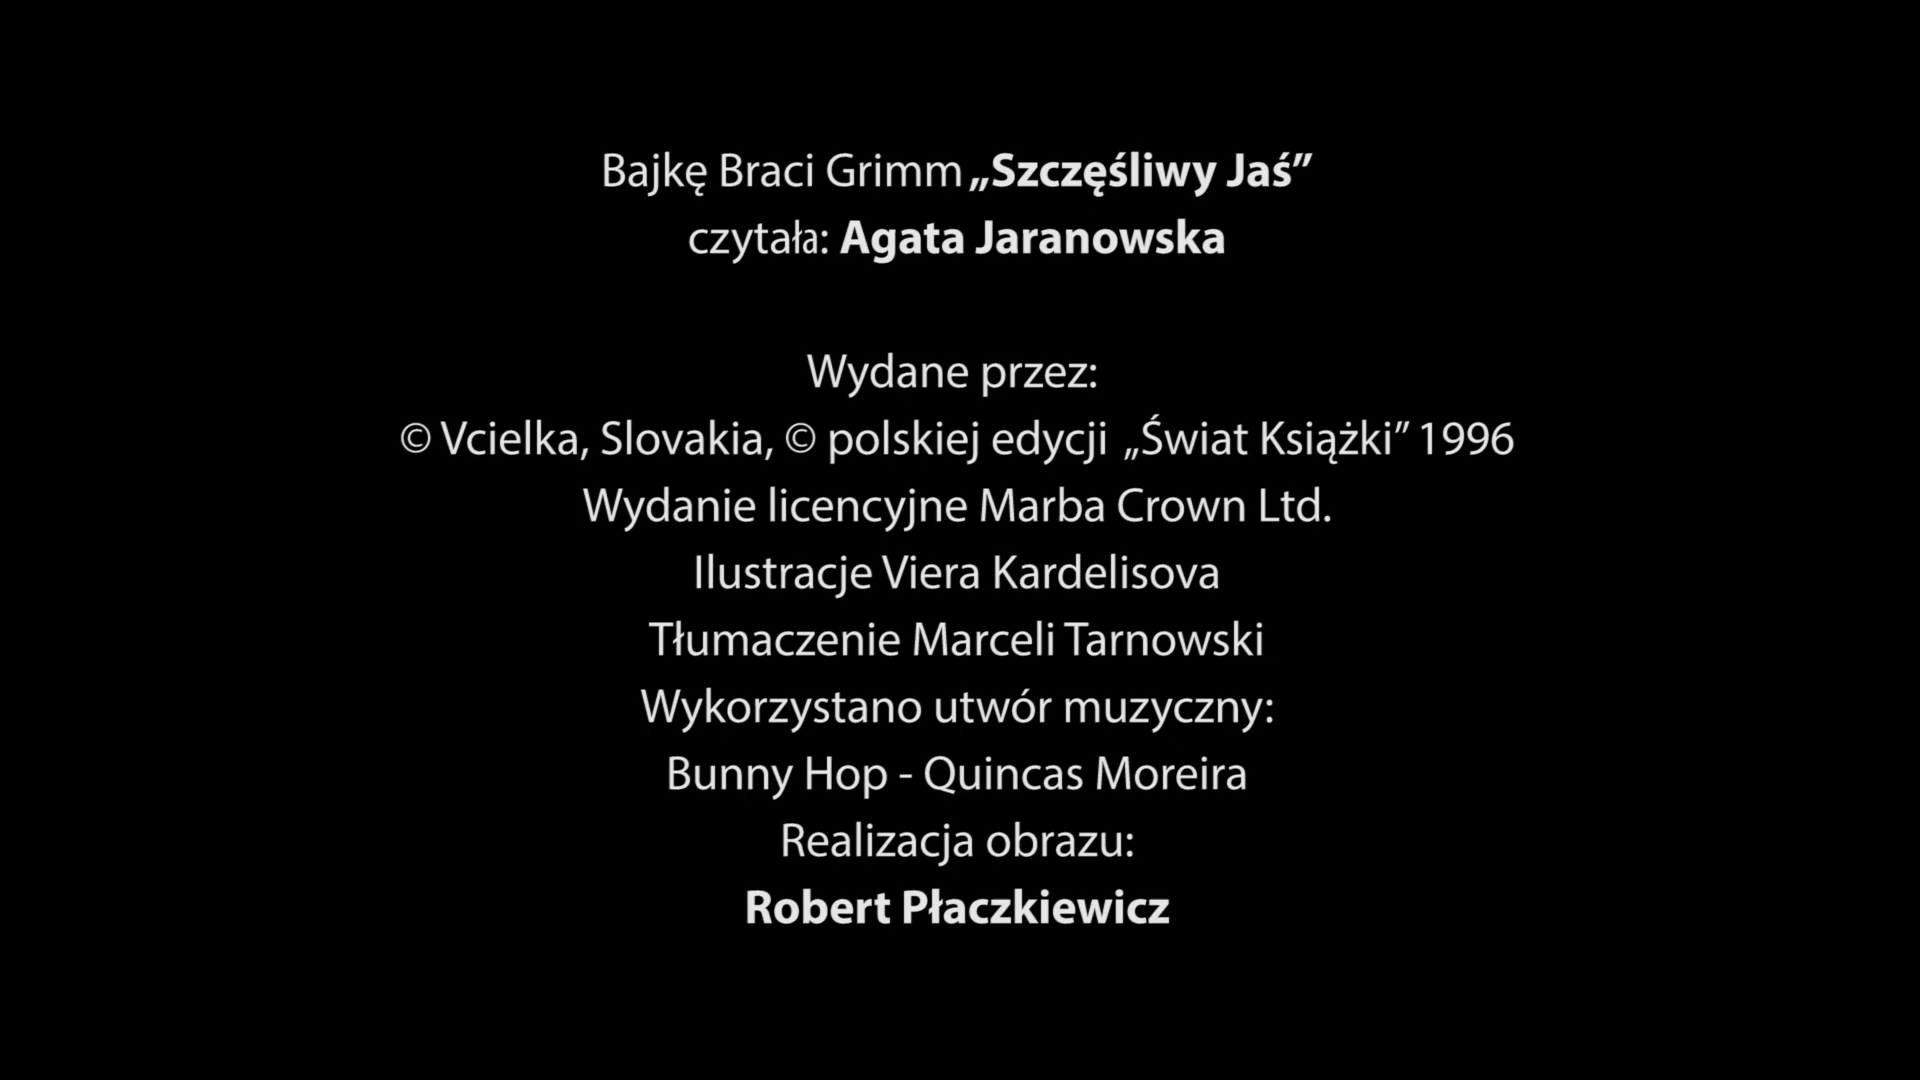 Bajkę Braci Grimm „Szczęśliwy Jaś”
czytała: Agata Jaranowska
Wydane przez:
© Vcielka, Slovakia, © polskiej edycji „Świat Książki” 1996
Wydanie licencyjne Marba Crown Ltd.
Ilustracje Viera Kardelisova
Tłumaczenie Marceli Tarnowski
Wykorzystano utwór muzyczny:
Bunny Hop - Quincas Moreira
Realizacja obrazu:
Robert Płaczkiewicz